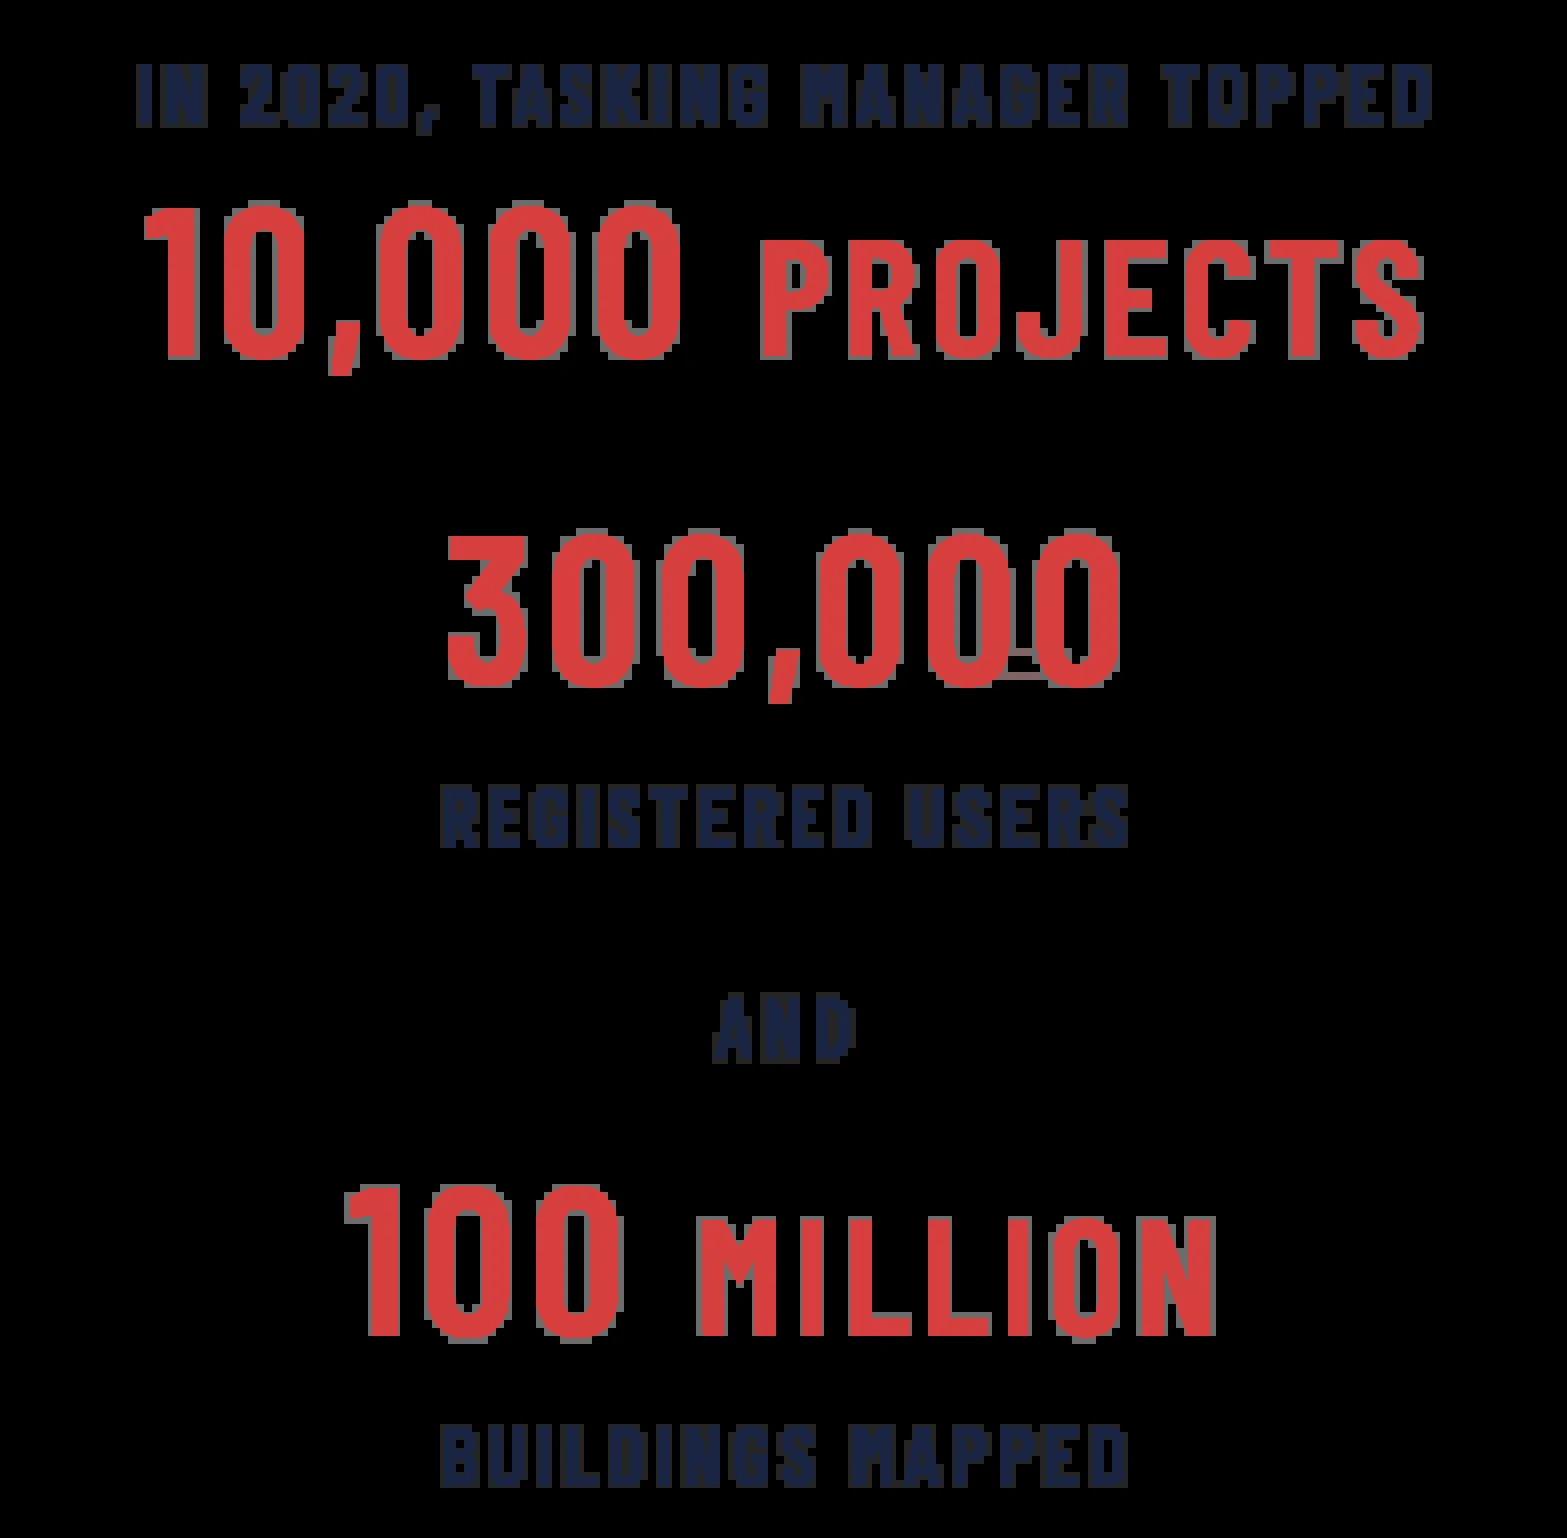 IN 2020, TASKING MANAGER TOPPED
10,000 PROJECTS
300,000
REGISTERED USERS
AND
100 MILLION
BUILDINGS MAPPED